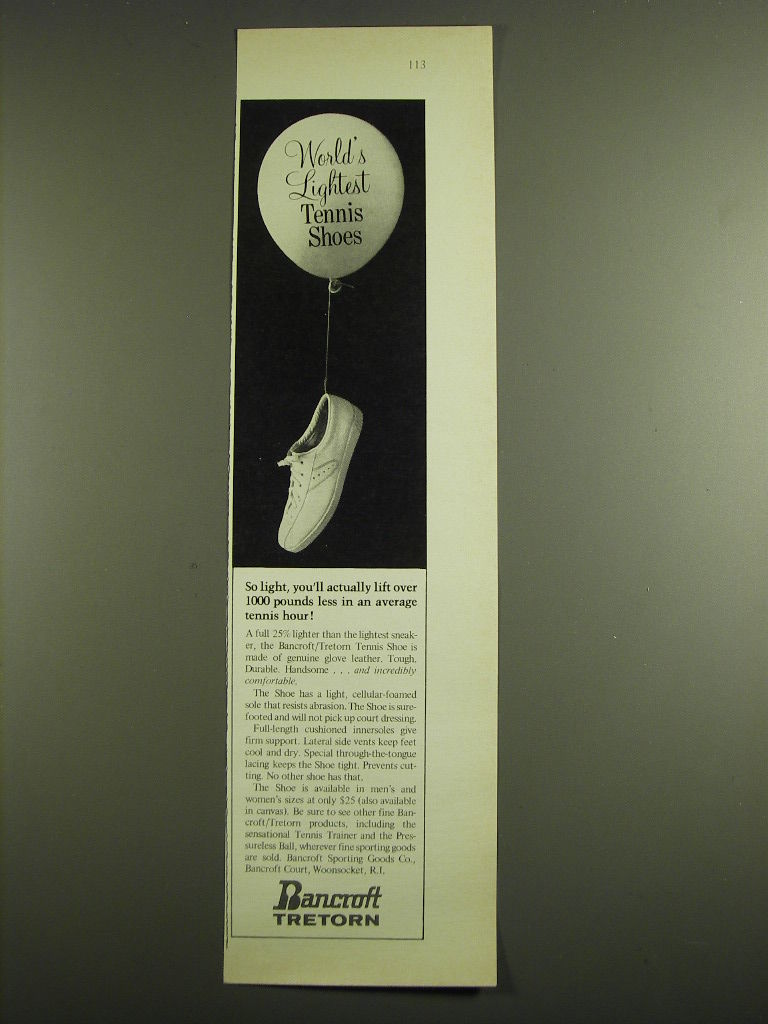 113
World's
Lightest
Tennis
Shoes
So light, you'll actually lift over
1000 pounds less in an average
tennis hour!
A full 25% lighter than the lightest sneak-
er, the Bancroft/Tretorn Tennis Shoe is
made of genuine glove leather. Tough.
Durable. Handsome . . . and incredibly
comfortable.
The Shoe has a light, cellular-foamed
sole that resists abrasion. The Shoe is sure-
footed and will not pick up court dressing.
Full-length cushioned innersoles give
firm support. Lateral side vents keep feet
cool and dry. Special through-the-tongue
lacing keeps the Shoe tight. Prevents cut-
ting. No other shoe has that.
The Shoe is available in men's and
women's sizes at only $25 (also available
in canvas). Be sure to see other fine Ban-
croft/Tretorn products, including the
sensational Tennis Trainer and the Pres-
sureless Ball, wherever fine sporting goods
are sold. Bancroft Sporting Goods Co.,
Bancroft Court, Woonsocket, R.I.
Bancroft
TRETORN